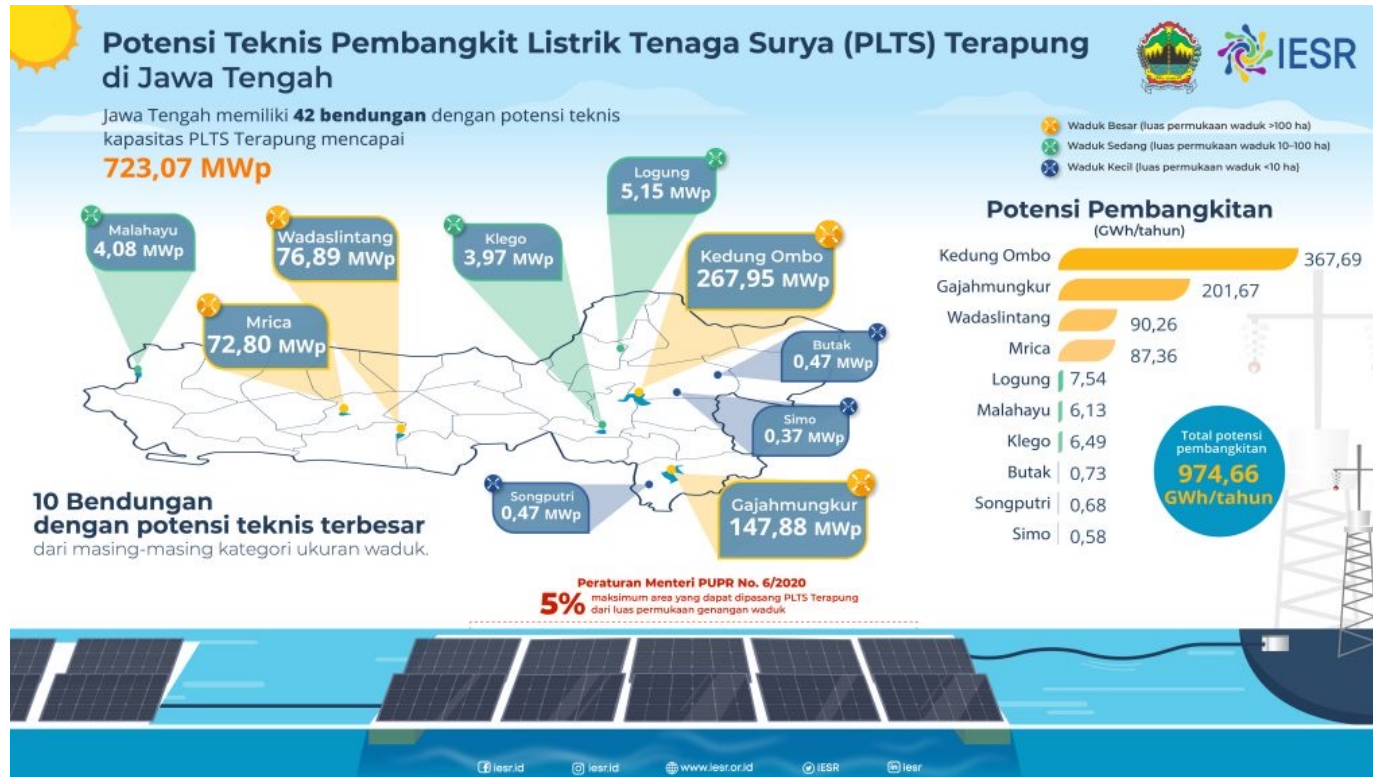 Potensi Teknis Pembangkit Listrik Tenaga Surya (PLTS) Terapung
di Jawa Tengah
IESR
Jawa Tengah memiliki 42 bendungan dengan potensi teknis
kapasitas PLTS Terapung mencapai
723,07 MWp
Waduk Besar (luas permukaan waduk >100 ha)
Waduk Sedang (luas permukaan waduk 10-100 ha)
Waduk Kecil (luas permukaan waduk <10 ha)
Malahayu
4,08 MWp
Wadaslintang
76,89 MWp
Mrica
72,80 MWp
Klego
3,97 MWp
Logung
5,15 MWp
Kedung Ombo
267,95 MWp
Butak
0,47 MWp
Simo
0,37 MWp
Songputri
0,47 MWp
Gajahmungkur
147,88 MWp
10 Bendungan
dengan potensi teknis terbesar
dari masing-masing kategori ukuran waduk.
Potensi Pembangkitan
(GWh/tahun)
Kedung Ombo 367,69
Gajahmungkur 201,67
Wadaslintang 90,26
Mrica 87,36
Logung 7,54
Malahayu 6,13
Klego 6,49
Butak 0,73
Songputri 0,68
Simo 0,58
Total potensi
pembangkitan
974,66
GWh/tahun
Peraturan Menteri PUPR No. 6/2020
5% maksimum area yang dapat dipasang PLTS Terapung
dari luas permukaan genangan waduk
iesr.id iesr.id www.iesr.or.id IESR iesr